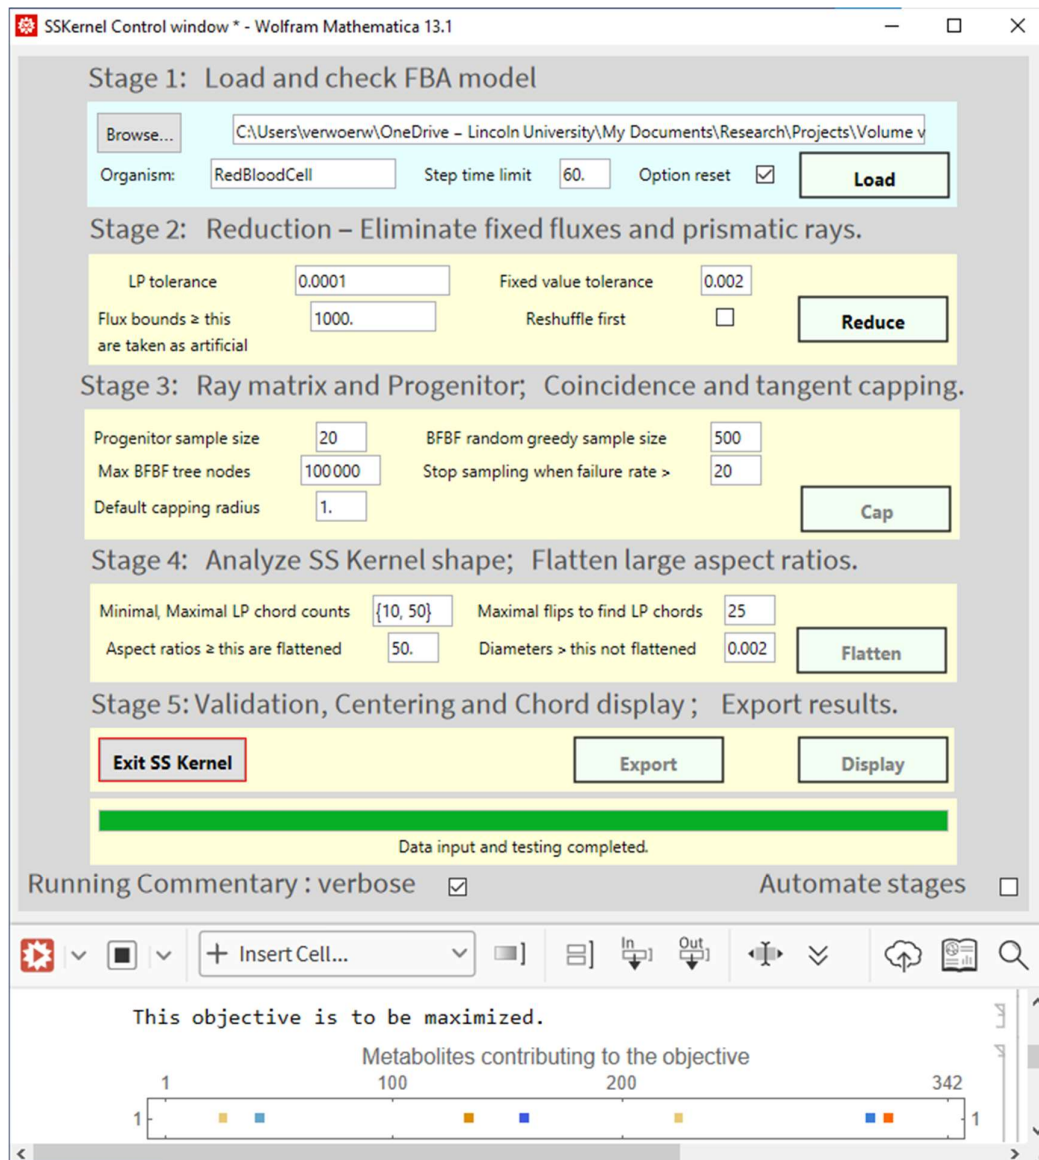 SSKernel Control window * - Wolfram Mathematica 13.1
Stage 1: Load and check FBA model
Browse... C:\Users\verwoerw\OneDrive – Lincoln University\My Documents\Research\Projects\Volume v
Organism: RedBloodCell Step time limit 60. Option reset Load
Stage 2: Reduction – Eliminate fixed fluxes and prismatic rays.
LP tolerance 0.0001 Fixed value tolerance 0.002
Flux bounds ≥ this 1000. Reshuffle first Reduce
are taken as artificial
Stage 3: Ray matrix and Progenitor; Coincidence and tangent capping.
Progenitor sample size 20 BFBF random greedy sample size 500
Max BFBF tree nodes 100000 Stop sampling when failure rate > 20
Default capping radius 1. Cap
Stage 4: Analyze SS Kernel shape; Flatten large aspect ratios.
Minimal, Maximal LP chord counts {10, 50} Maximal flips to find LP chords 25
Aspect ratios ≥ this are flattened 50. Diameters > this not flattened 0.002 Flatten
Stage 5: Validation, Centering and Chord display ; Export results.
Exit SS Kernel Export Display
Data input and testing completed.
Running Commentary : verbose Automate stages
Insert Cell... In Out
This objective is to be maximized.
Metabolites contributing to the objective
1 100 200 342
1 1